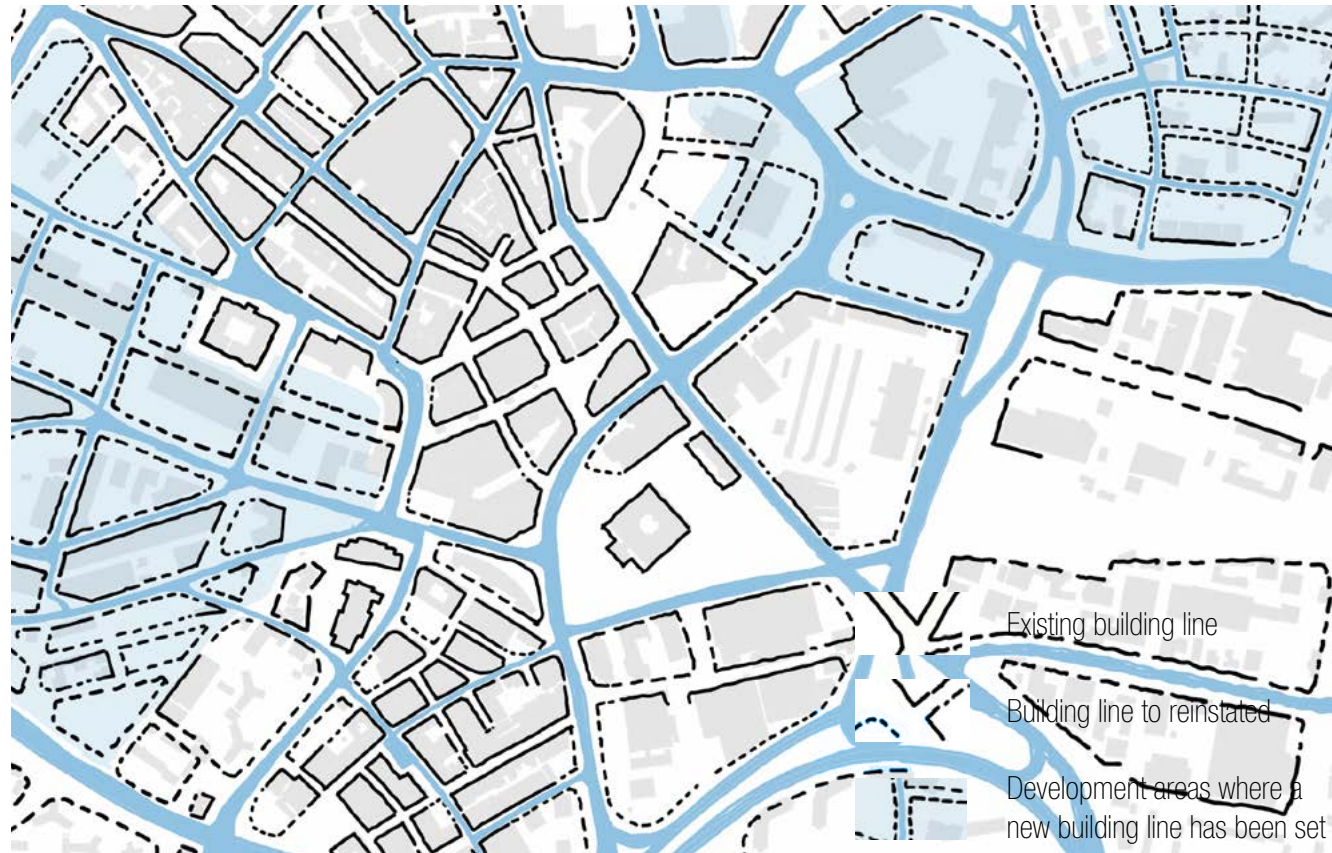 Existing building line
Building line to reinstated
Development areas where a
new building line has been set